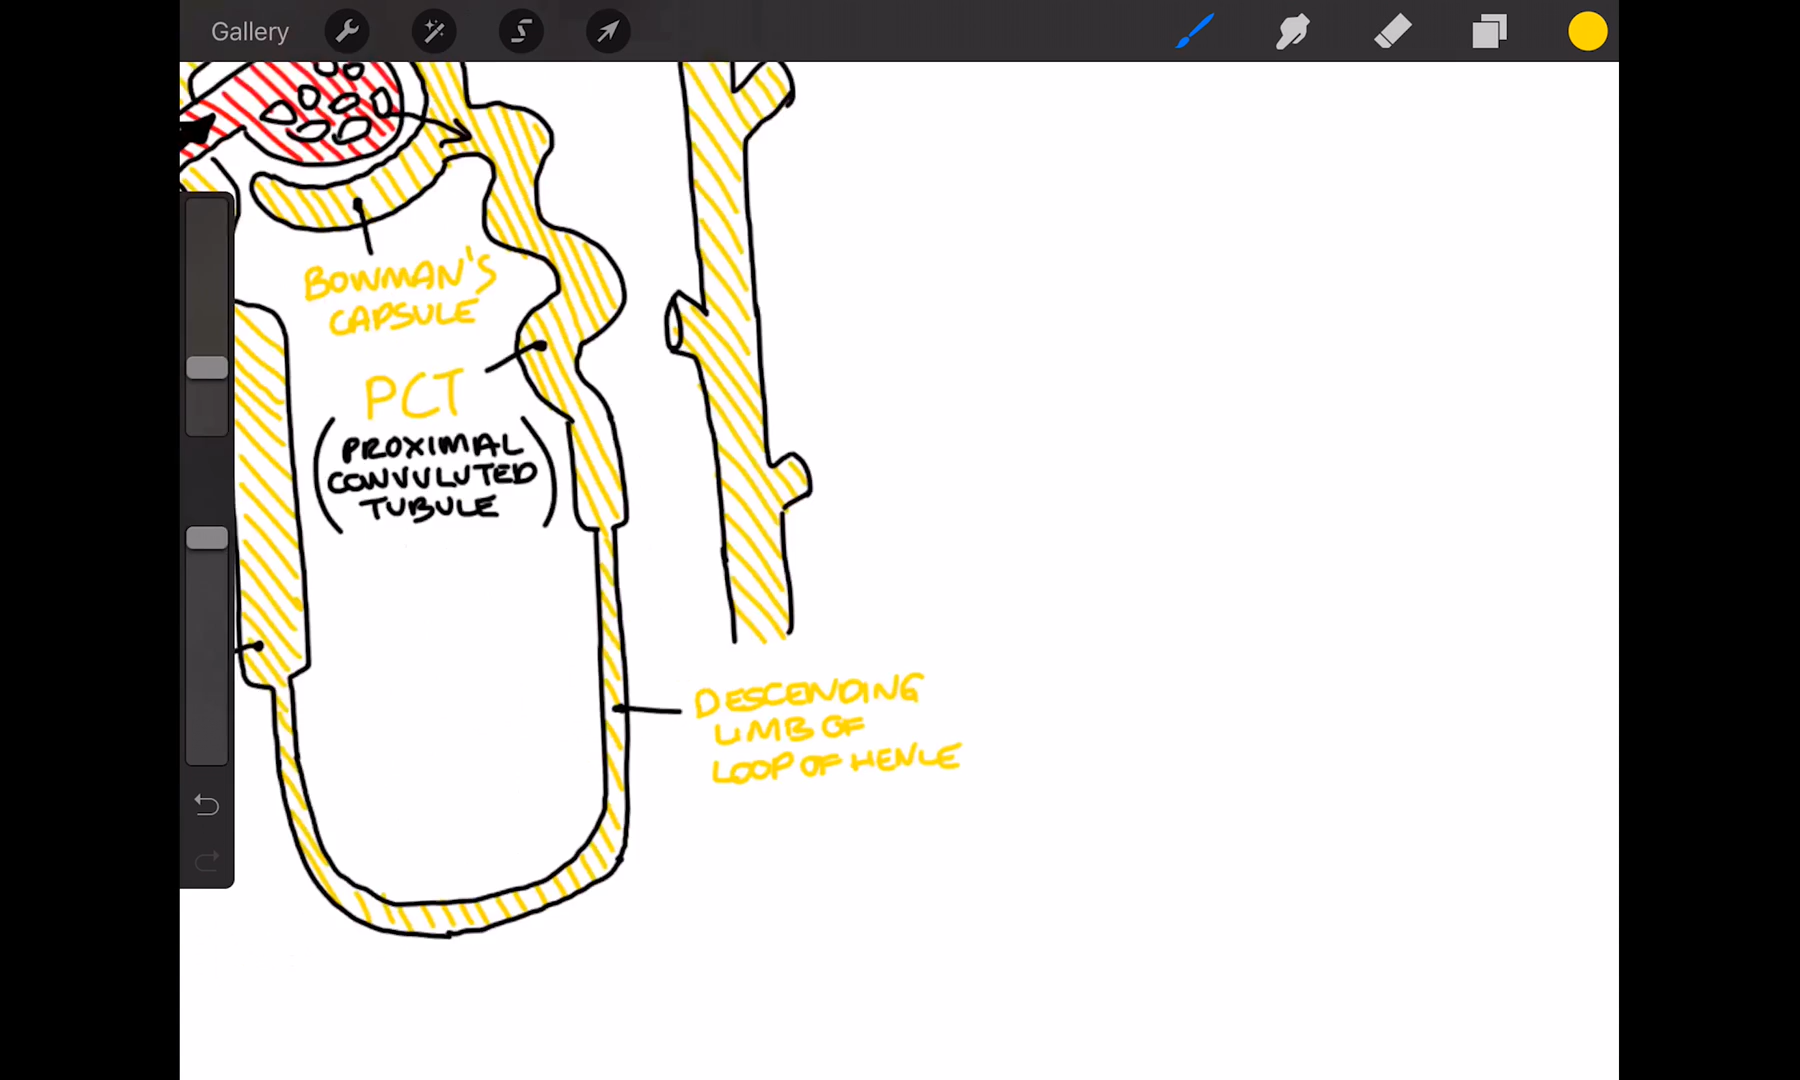 Gallery
BOWMAN'S
CAPSULE
PCT
(PROXIMAL
CONVULUTED
TUBULE)
DESCENDING
LIMB OF
LOOP OF HENLE